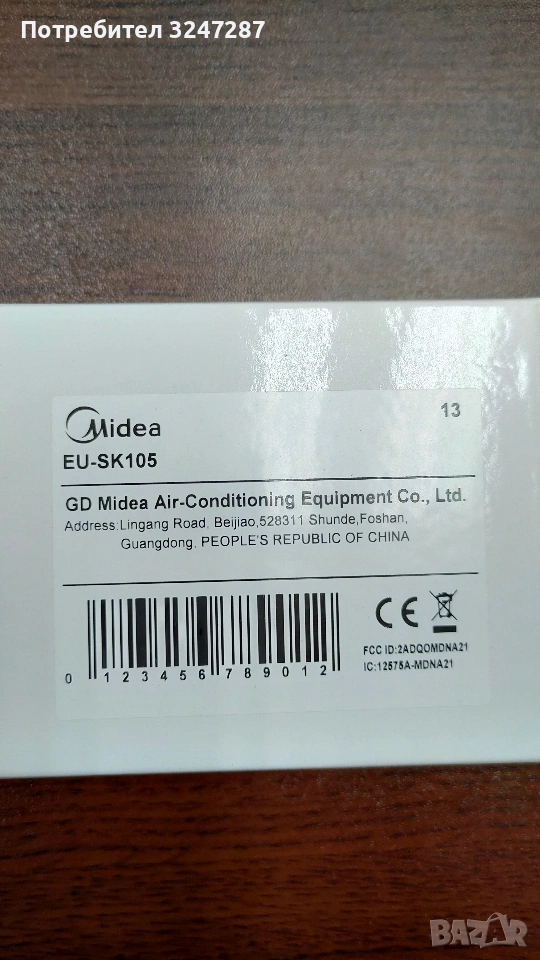 Потребител 3247287
Midea
13
EU-SK105
GD Midea Air-Conditioning Equipment Co., Ltd.
Address:Lingang Road, Beijiao,528311 Shunde,Foshan,
Guangdong, PEOPLE'S REPUBLIC OF CHINA
CE
FCC ID:2ADQOMDNA21
IC:12575A-MDNA21
0 123456 789012
BAZAR